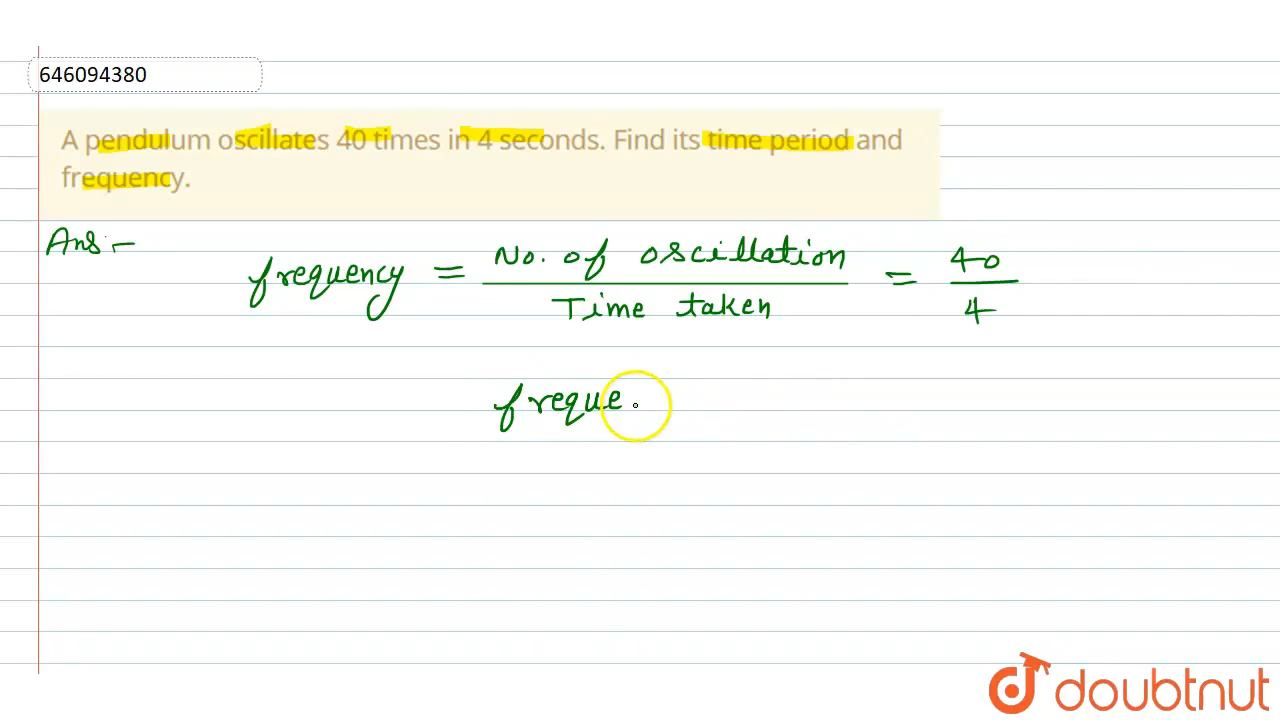 646094380
A pendulum oscillates 40 times in 4 seconds. Find its time period and
frequency.
Ans:-
frequency = No. of oscillation / Time taken = 40 / 4
freque
doubtnut